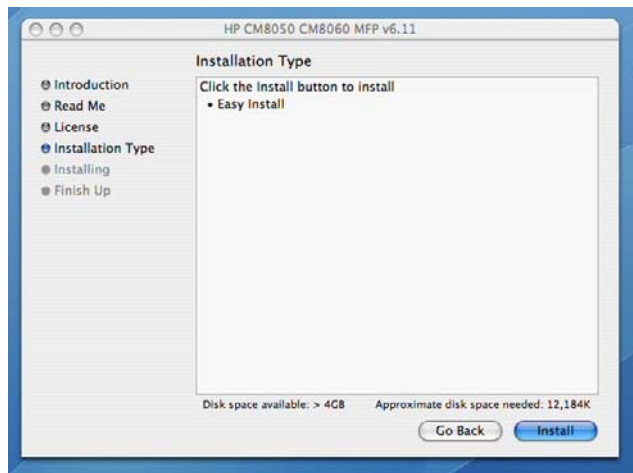 HP CM8050 CM8060 MFP v6.11
Installation Type
Introduction
Read Me
License
Installation Type
Installing
Finish Up
Click the Install button to install
• Easy Install
Disk space available: > 4GB Approximate disk space needed: 12,184K
Go Back Install